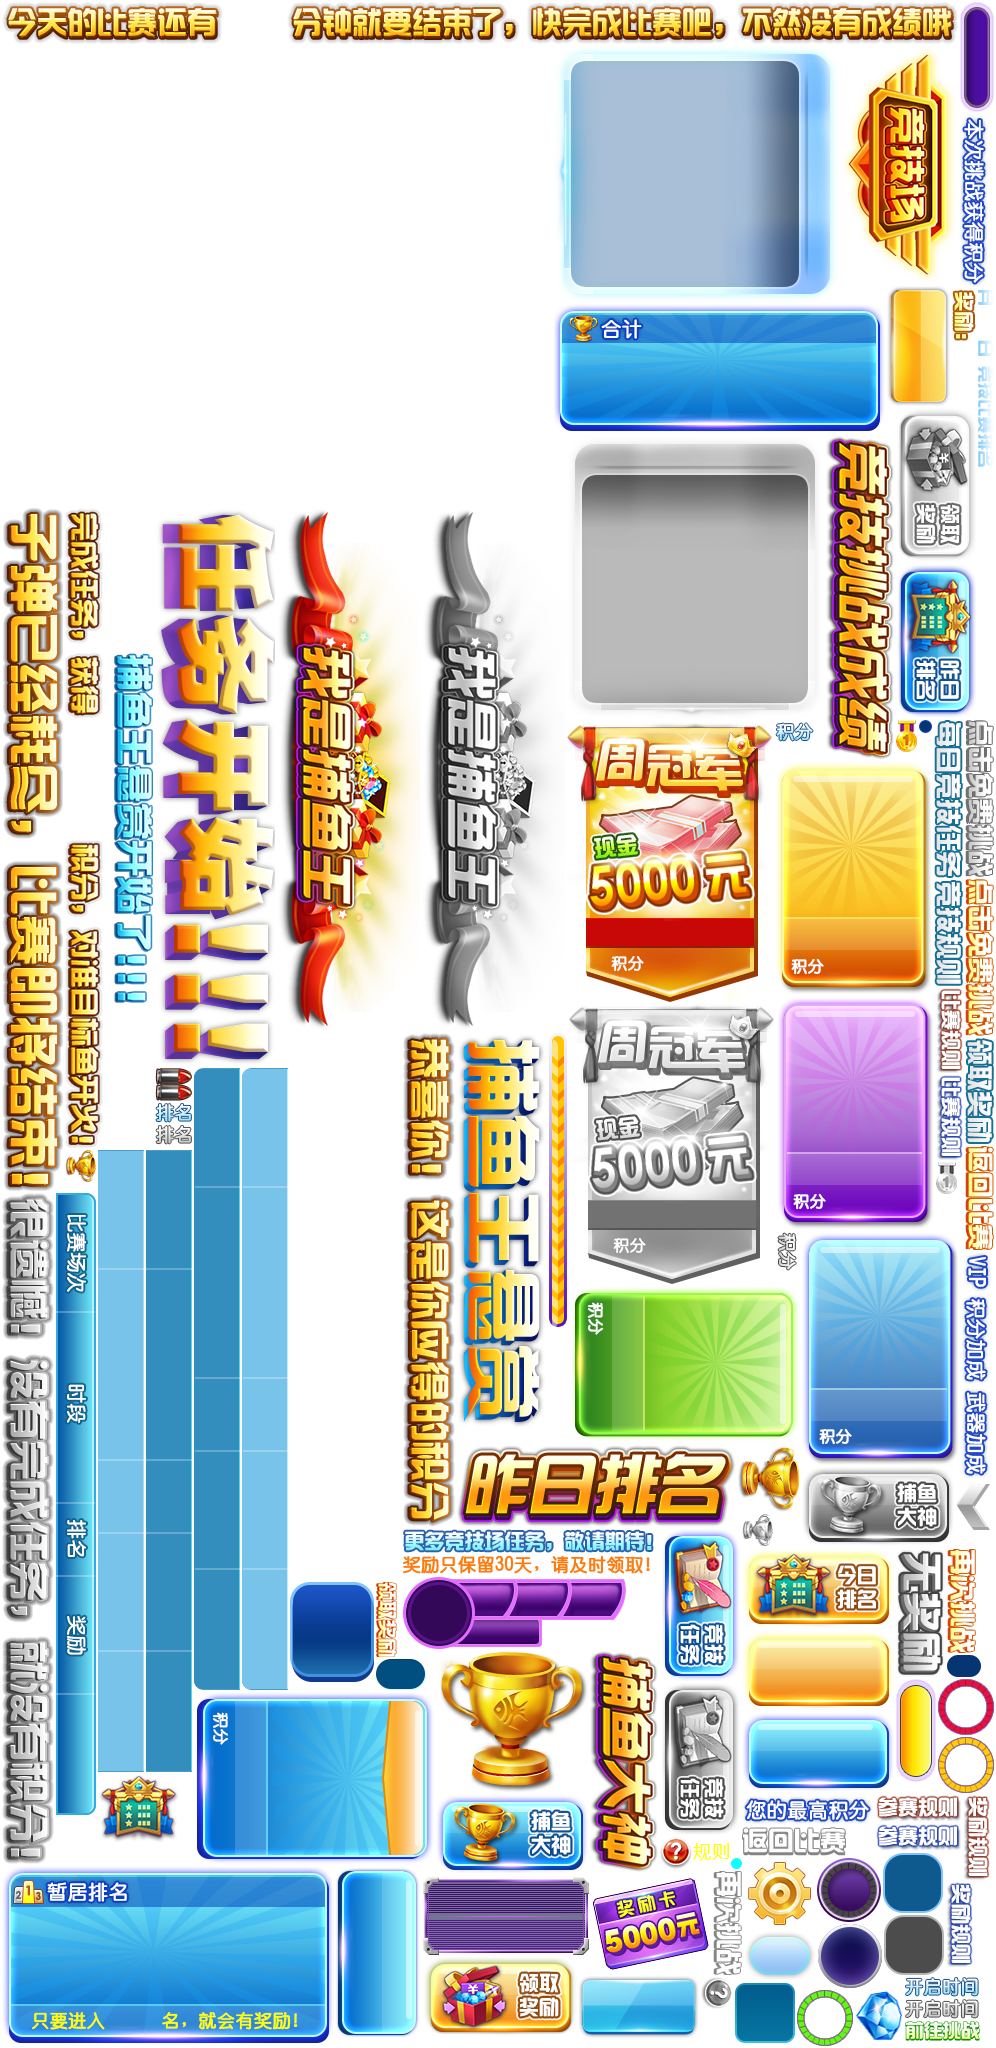 今天的比赛还有
分钟就要结束了，快完成比赛吧，不然没有成绩哦
竞技场
本次挑战获得积分
奖励：
合计
领取
奖励
竞技挑战成绩
昨日
排名
子弹已经耗尽，比赛即将结束！
完成任务，获得
积分，对准目标鱼开火！
捕鱼王悬赏开始了！！！
任务开始！！！
我是捕鱼王
我是捕鱼王
积分
周冠军
现金
5000元
积分
积分
每日竞技任务
竞技规则
点击免费挑战
点击免费挑战
领取奖励
返回比赛
比赛规则
比赛规则
周冠军
现金
5000元
积分
积分
积分
积分
积分
VIP
积分加成
武器加成
排名
排名
恭喜你！这是你应得的积分
捕鱼王悬赏
很遗憾！没有完成任务，就没有积分！
比赛场次
时段
排名
奖励
昨日排名
更多竞技场任务，敬请期待！
奖励只保留30天，请及时领取！
捕鱼
大神
竞技
任务
今日
排名
无奖励
再次挑战
领取奖励
捕鱼大神
竞技
任务
积分
捕鱼
大神
规则
您的最高积分
返回比赛
参赛规则
参赛规则
奖励规则
奖励规则
再次挑战
暂居排名
只要进入
名，就会有奖励！
奖励卡
5000元
领取
奖励
开启时间
开启时间
前往挑战